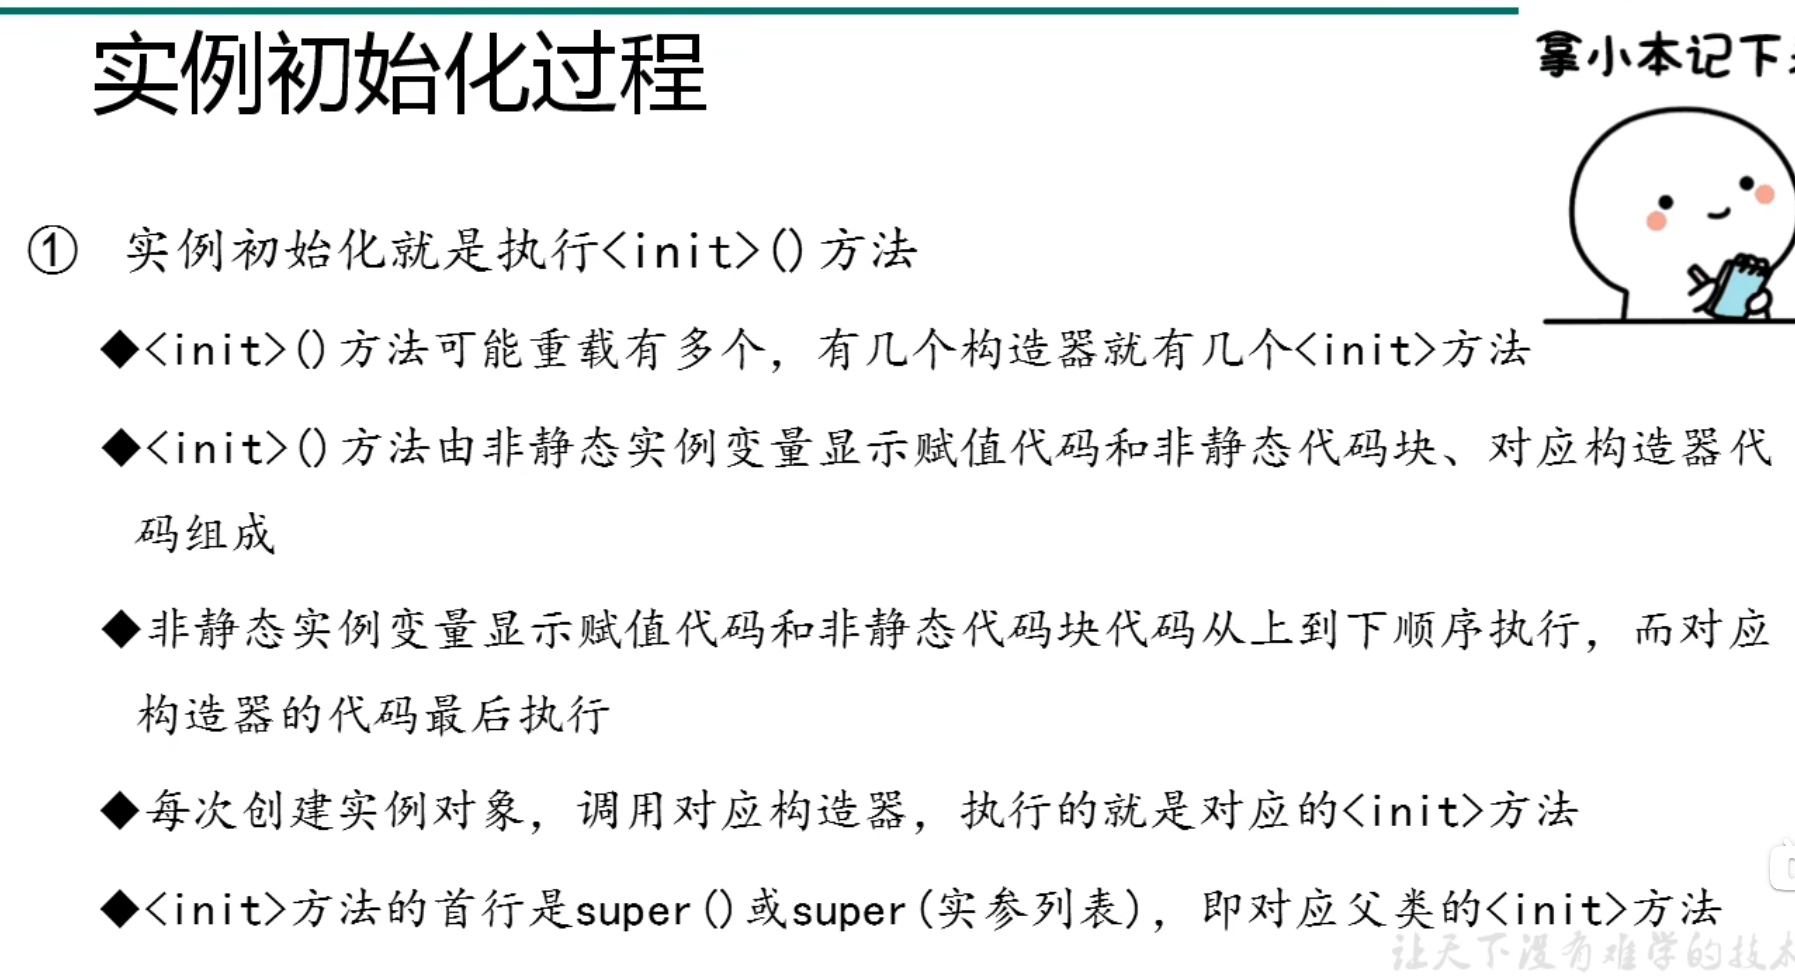 实例初始化过程
拿小本记下
① 实例初始化就是执行<init>()方法
◆<init>()方法可能重载有多个，有几个构造器就有几个<init>方法
◆<init>()方法由非静态实例变量显示赋值代码和非静态代码块、对应构造器代
码组成
◆非静态实例变量显示赋值代码和非静态代码块代码从上到下顺序执行，而对应
构造器的代码最后执行
◆每次创建实例对象，调用对应构造器，执行的就是对应的<init>方法
◆<init>方法的首行是super()或super(实参列表)，即对应父类的<init>方法
让天下没有难学的技术